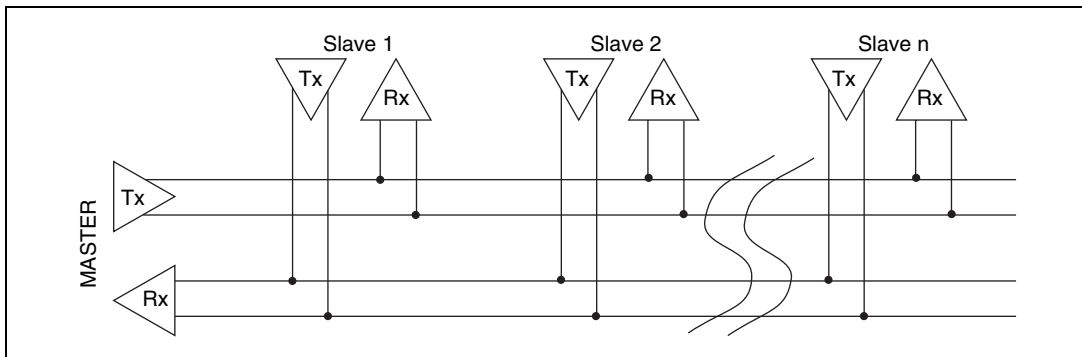 Slave 1
Slave 2
Slave n
Tx
Rx
Tx
Rx
Tx
Rx
MASTER
Tx
Rx